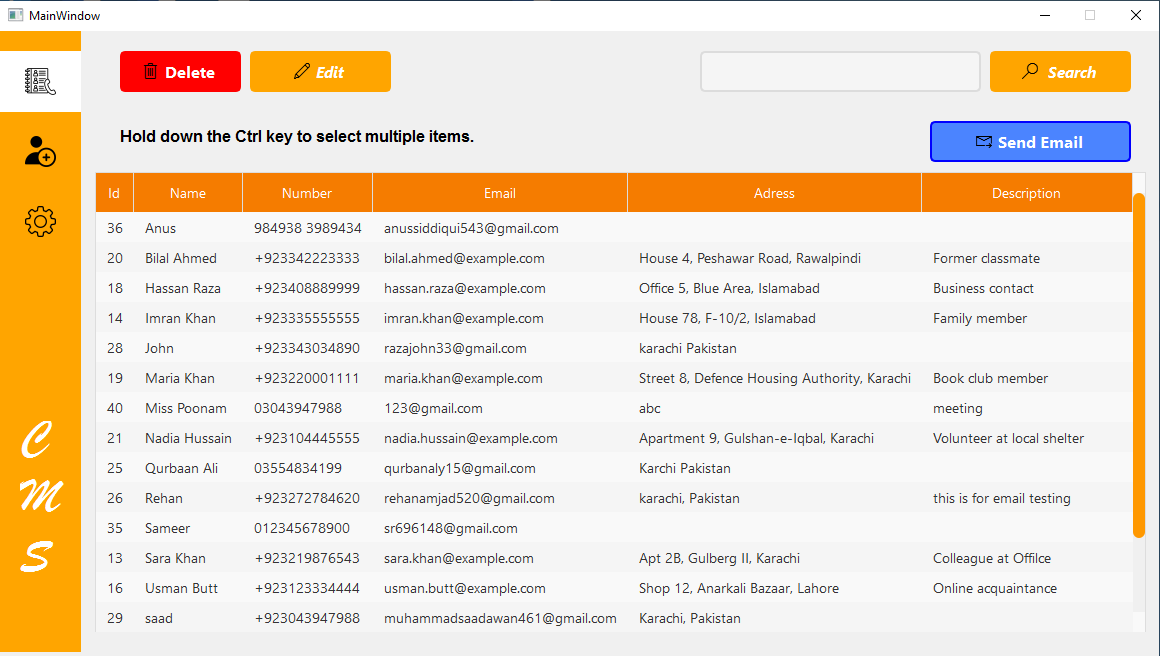 MainWindow
Delete Edit Search
Hold down the Ctrl key to select multiple items.
Send Email
Id Name Number Email Adress Description
36 Anus 984938 3989434 anussiddiqui543@gmail.com
20 Bilal Ahmed +923342223333 bilal.ahmed@example.com House 4, Peshawar Road, Rawalpindi Former classmate
18 Hassan Raza +923408889999 hassan.raza@example.com Office 5, Blue Area, Islamabad Business contact
14 Imran Khan +923335555555 imran.khan@example.com House 78, F-10/2, Islamabad Family member
28 John +923343034890 razajohn33@gmail.com karachi Pakistan
19 Maria Khan +923220001111 maria.khan@example.com Street 8, Defence Housing Authority, Karachi Book club member
40 Miss Poonam 03043947988 123@gmail.com abc meeting
21 Nadia Hussain +923104445555 nadia.hussain@example.com Apartment 9, Gulshan-e-Iqbal, Karachi Volunteer at local shelter
25 Qurbaan Ali 03554834199 qurbanaly15@gmail.com Karchi Pakistan
26 Rehan +923272784620 rehanamjad520@gmail.com karachi, Pakistan this is for email testing
35 Sameer 012345678900 sr696148@gmail.com
13 Sara Khan +923219876543 sara.khan@example.com Apt 2B, Gulberg II, Karachi Colleague at Offilce
16 Usman Butt +923123334444 usman.butt@example.com Shop 12, Anarkali Bazaar, Lahore Online acquaintance
29 saad +923043947988 muhammadsaadawan461@gmail.com Karachi, Pakistan
C
M
S